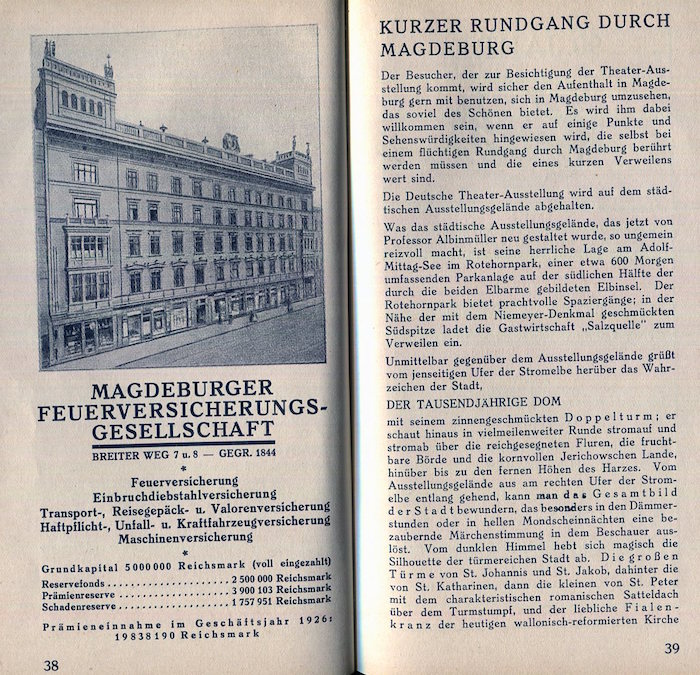 MAGDEBURGER
FEUERVERSICHERUNGS-
GESELLSCHAFT
BREITER WEG 7 u. 8 — GEGR. 1844
*
Feuerversicherung
Einbruchdiebstahlversicherung
Transport-, Reisegepäck- u. Valorenversicherung
Haftpflicht-, Unfall- u. Kraftfahrzeugversicherung
Maschinenversicherung
*
Grundkapital 5000000 Reichsmark (voll eingezahlt)
Reservefonds . . . . . . . . . . . . . . . . . 2 500 000 Reichsmark
Prämienreserve . . . . . . . . . . . . . . . 3 900 103 Reichsmark
Schadenreserve . . . . . . . . . . . . . . . 1 757 951 Reichsmark
Prämieneinnahme im Geschäftsjahr 1926:
19838190 Reichsmark
38
KURZER RUNDGANG DURCH
MAGDEBURG
Der Besucher, der zur Besichtigung der Theater-Aus-
stellung kommt, wird sicher den Aufenthalt in Magde-
burg gern mit benutzen, sich in Magdeburg umzusehen,
das soviel des Schönen bietet. Es wird ihm dabei
willkommen sein, wenn er auf einige Punkte und
Sehenswürdigkeiten hingewiesen wird, die selbst bei
einem flüchtigen Rundgang durch Magdeburg berührt
werden müssen und die eines kurzen Verweilens
wert sind.
Die Deutsche Theater-Ausstellung wird auf dem städ-
tischen Ausstellungsgelände abgehalten.
Was das städtische Ausstellungsgelände, das jetzt von
Professor Albinmüller neu gestaltet wurde, so ungemein
reizvoll macht, ist seine herrliche Lage am Adolf-
Mittag-See im Rotehornpark, einer etwa 600 Morgen
umfassenden Parkanlage auf der südlichen Hälfte der
durch die beiden Elbarme gebildeten Elbinsel. Der
Rotehornpark bietet prachtvolle Spaziergänge; in der
Nähe der mit dem Niemeyer-Denkmal geschmückten
Südspitze ladet die Gastwirtschaft „Salzquelle" zum
Verweilen ein.
Unmittelbar gegenüber dem Ausstellungsgelände grüßt
vom jenseitigen Ufer der Stromelbe herüber das Wahr-
zeichen der Stadt,
DER TAUSENDJÄHRIGE DOM
mit seinem zinnengeschmückten Doppelturm; er
schaut hinaus in vielmeilenweiter Runde stromauf und
stromab über die reichgesegneten Fluren, die frucht-
bare Börde und die kornvollen Jerichowschen Lande,
hinüber bis zu den fernen Höhen des Harzes. Vom
Ausstellungsgelände aus am rechten Ufer der Strom-
elbe entlang gehend, kann man das Gesamtbild
der Stadt bewundern, das besonders in den Dämmer-
stunden oder in hellen Mondscheinnächten eine be-
zaubernde Märchenstimmung in dem Beschauer aus-
löst. Vom dunklen Himmel hebt sich magisch die
Silhouette der türmereichen Stadt ab. Die großen
Türme von St. Johannis und St. Jakob, dahinter die
von St. Katharinen, dann die kleinen von St. Peter
mit dem charakteristischen romanischen Satteldach
über dem Turmstumpf, und der liebliche Fialen-
kranz der heutigen wallonisch-reformierten Kirche
39